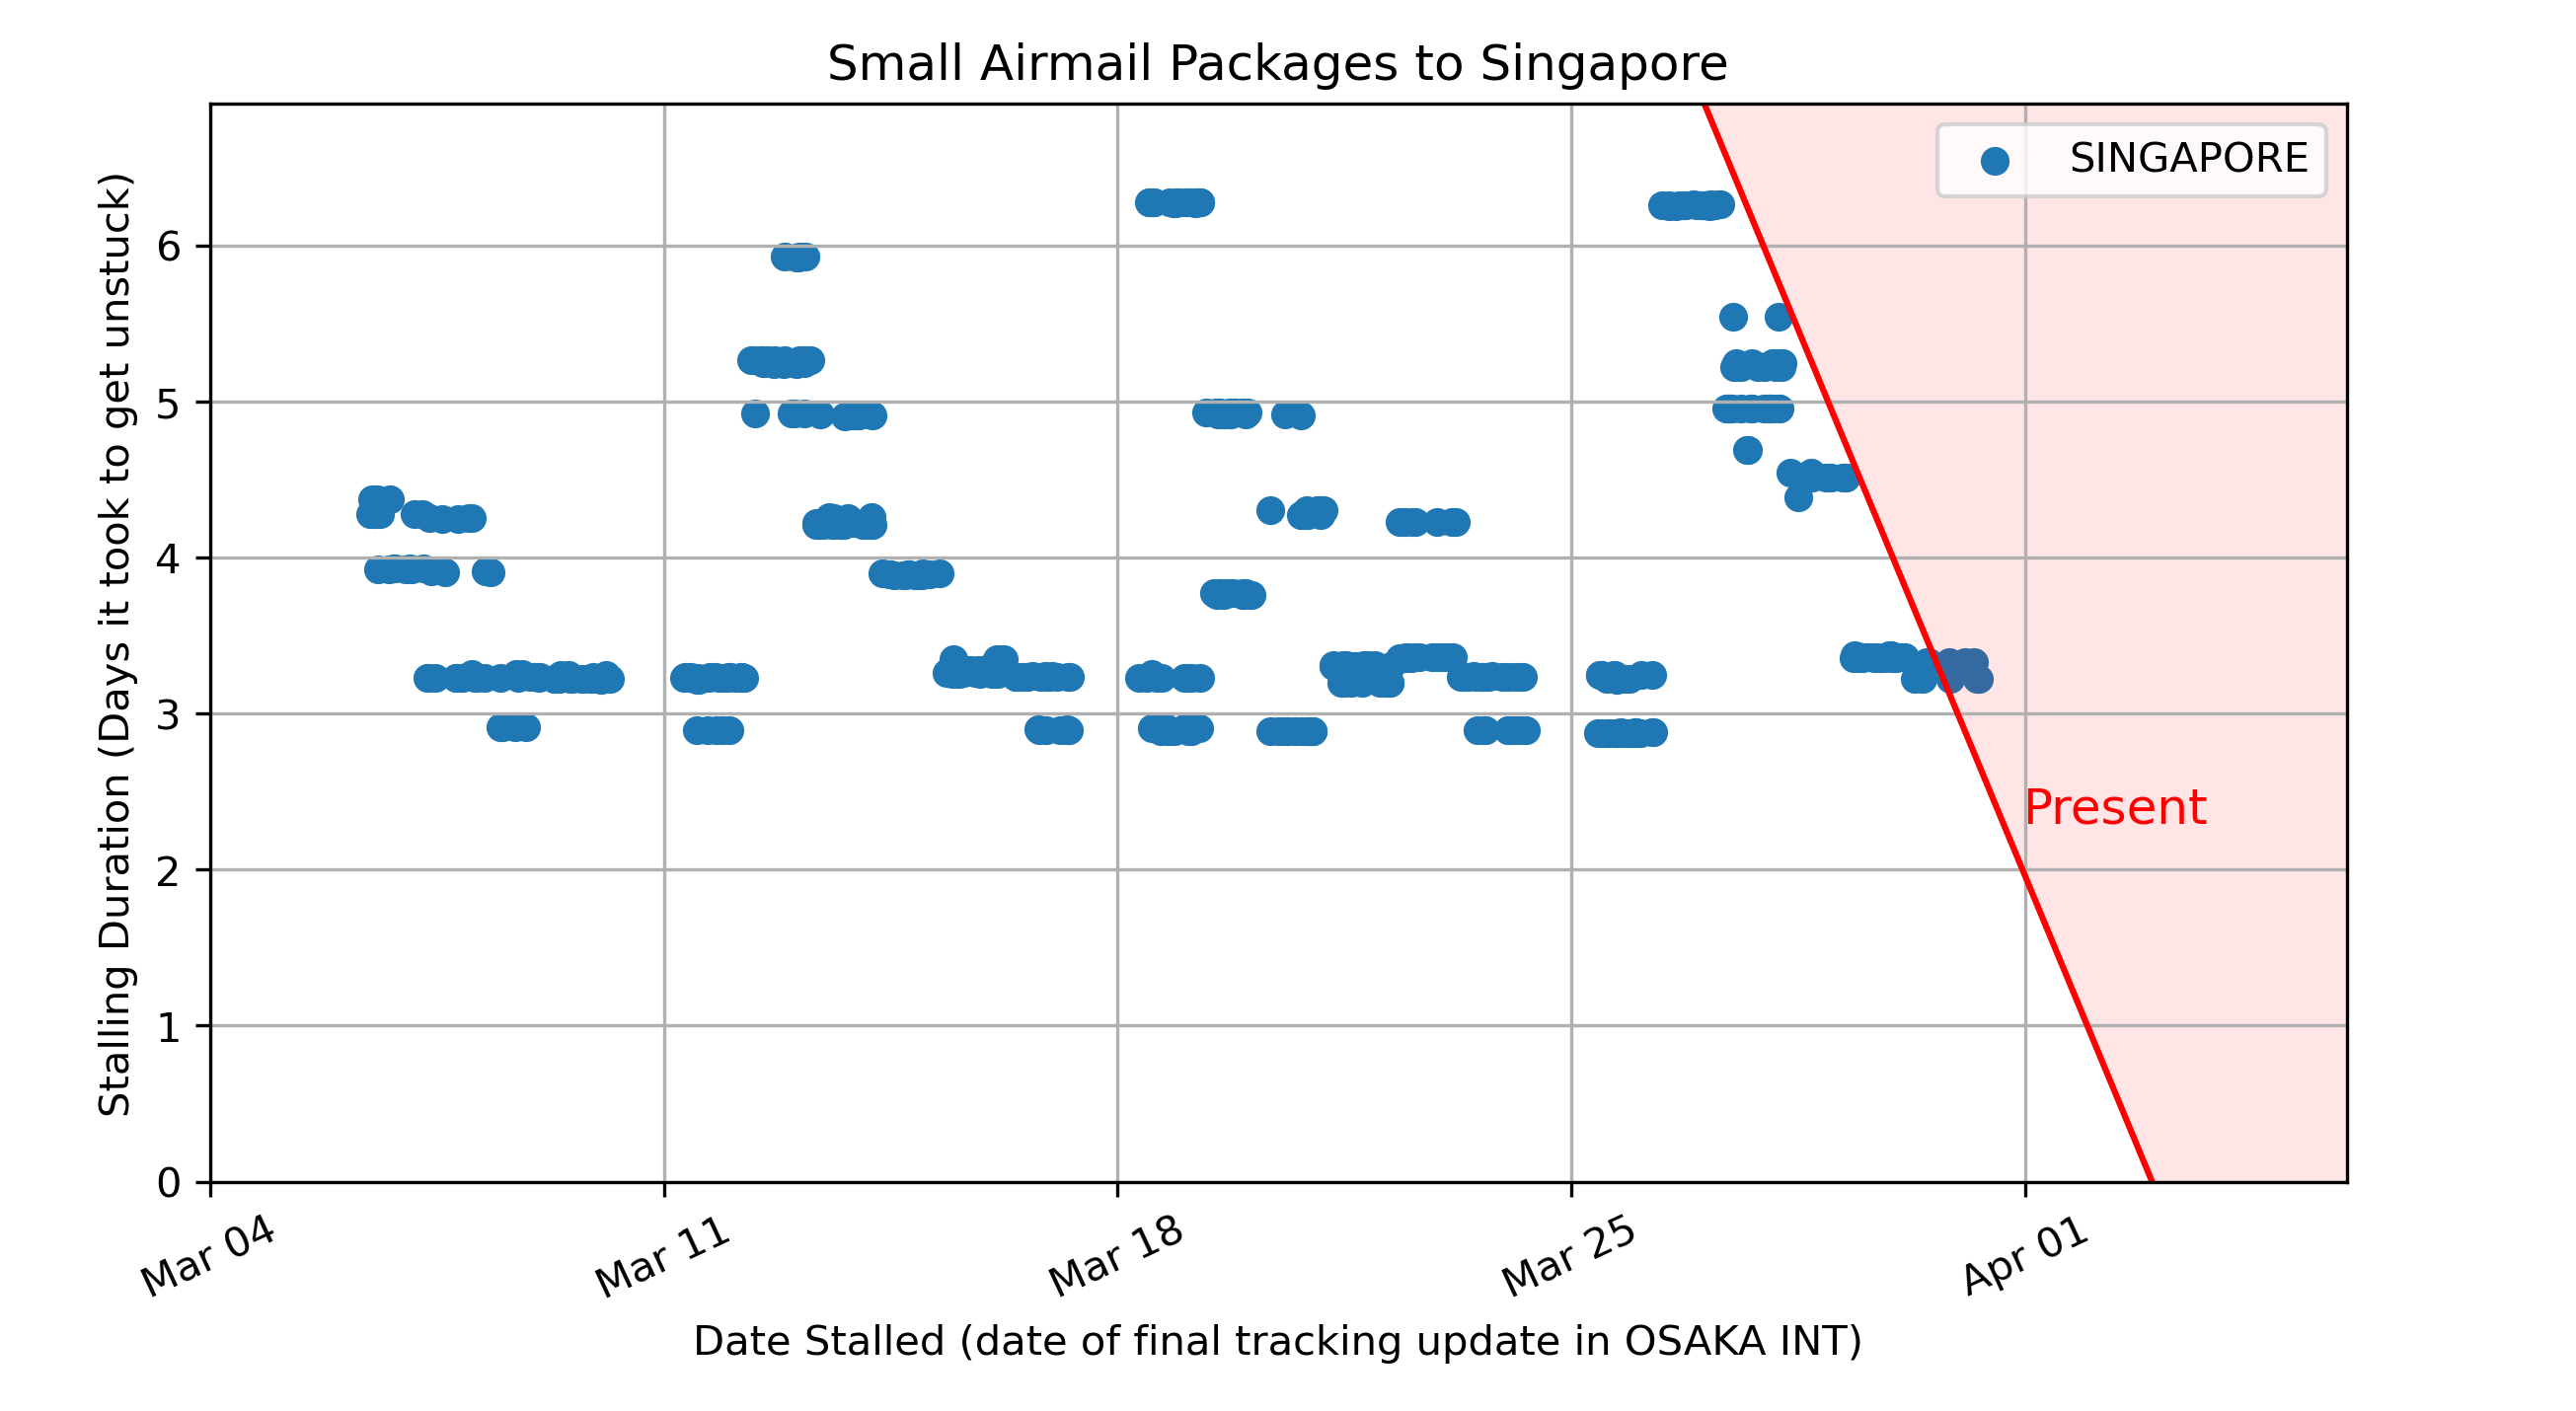 Small Airmail Packages to Singapore
SINGAPORE
Stalling Duration (Days it took to get unstuck)
6
5
4
3
2
1
0
Present
Mar 04
Mar 11
Mar 18
Mar 25
Apr 01
Date Stalled (date of final tracking update in OSAKA INT)